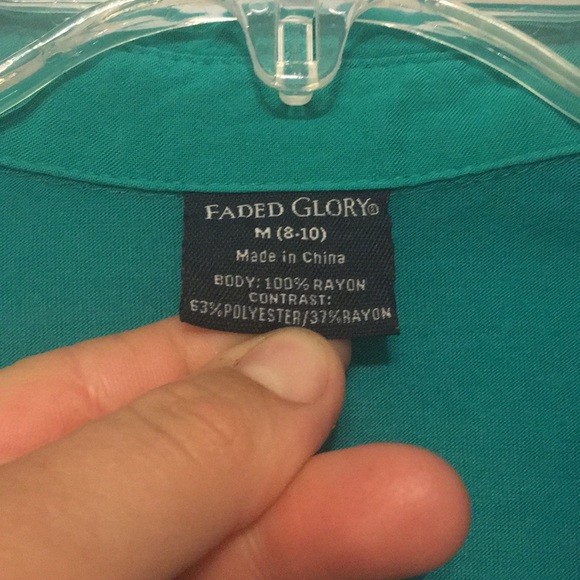 FADED GLORY®
M (8-10)
Made in China
BODY: 100% RAYON
CONTRAST:
63%POLYESTER/37%RAYON